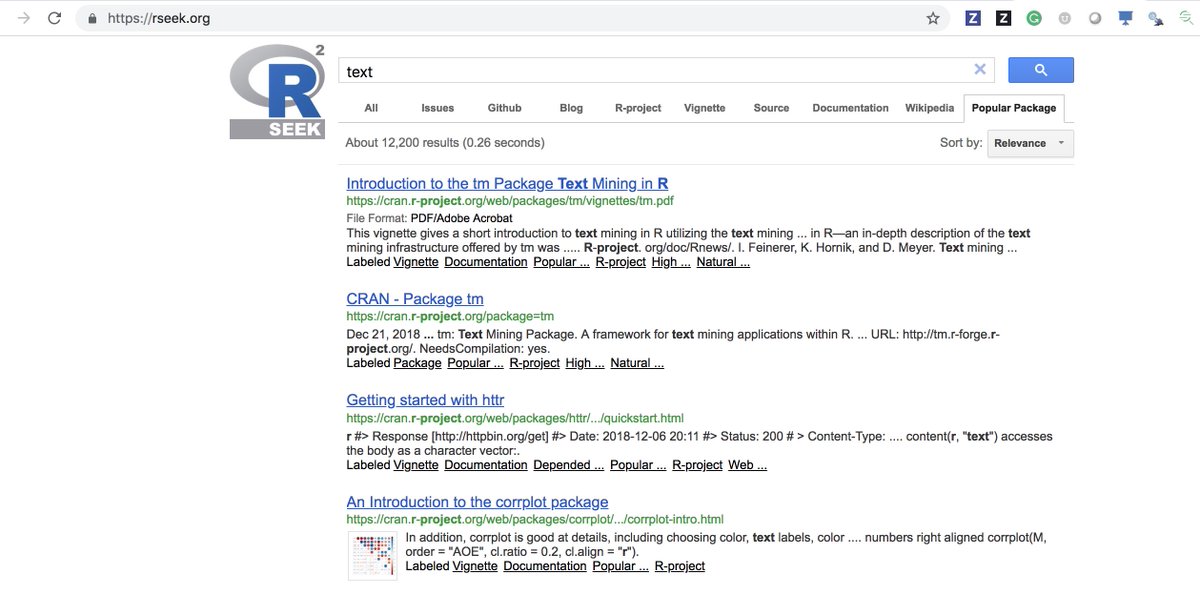 https://rseek.org
Z Z G
R 2
SEEK
text
All Issues Github Blog R-project Vignette Source Documentation Wikipedia Popular Package
About 12,200 results (0.26 seconds) Sort by: Relevance
Introduction to the tm Package Text Mining in R
https://cran.r-project.org/web/packages/tm/vignettes/tm.pdf
File Format: PDF/Adobe Acrobat
This vignette gives a short introduction to text mining in R utilizing the text mining ... in R—an in-depth description of the text
mining infrastructure offered by tm was ..... R-project. org/doc/Rnews/. I. Feinerer, K. Hornik, and D. Meyer. Text mining ...
Labeled Vignette Documentation Popular ... R-project High ... Natural ...
CRAN - Package tm
https://cran.r-project.org/package=tm
Dec 21, 2018 ... tm: Text Mining Package. A framework for text mining applications within R. ... URL: http://tm.r-forge.r-
project.org/. NeedsCompilation: yes.
Labeled Package Popular ... R-project High ... Natural ...
Getting started with httr
https://cran.r-project.org/web/packages/httr/.../quickstart.html
r #> Response [http://httpbin.org/get] #> Date: 2018-12-06 20:11 #> Status: 200 # > Content-Type: .... content(r, "text") accesses
the body as a character vector:.
Labeled Vignette Documentation Depended ... Popular ... R-project Web ...
An Introduction to the corrplot package
https://cran.r-project.org/web/packages/corrplot/.../corrplot-intro.html
In addition, corrplot is good at details, including choosing color, text labels, color .... numbers right aligned corrplot(M,
order = "AOE", cl.ratio = 0.2, cl.align = "r").
Labeled Vignette Documentation Popular ... R-project